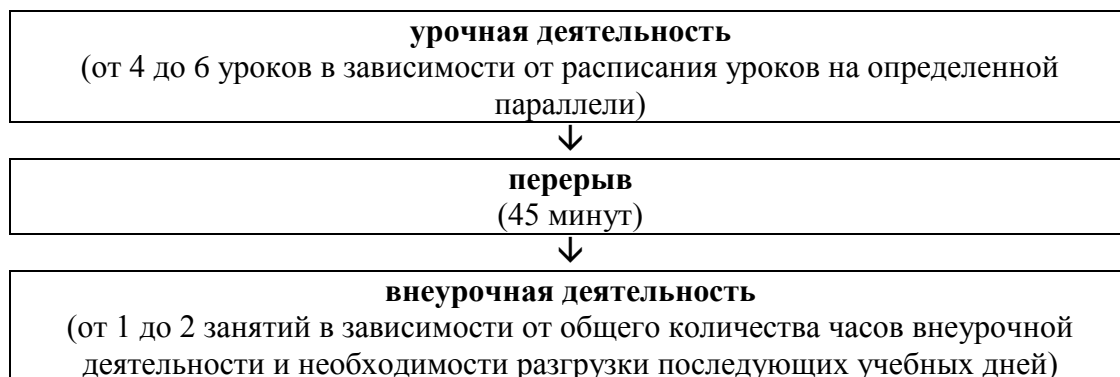 урочная деятельность
(от 4 до 6 уроков в зависимости от расписания уроков на определенной
параллели)
перерыв
(45 минут)
внеурочная деятельность
(от 1 до 2 занятий в зависимости от общего количества часов внеурочной
деятельности и необходимости разгрузки последующих учебных дней)